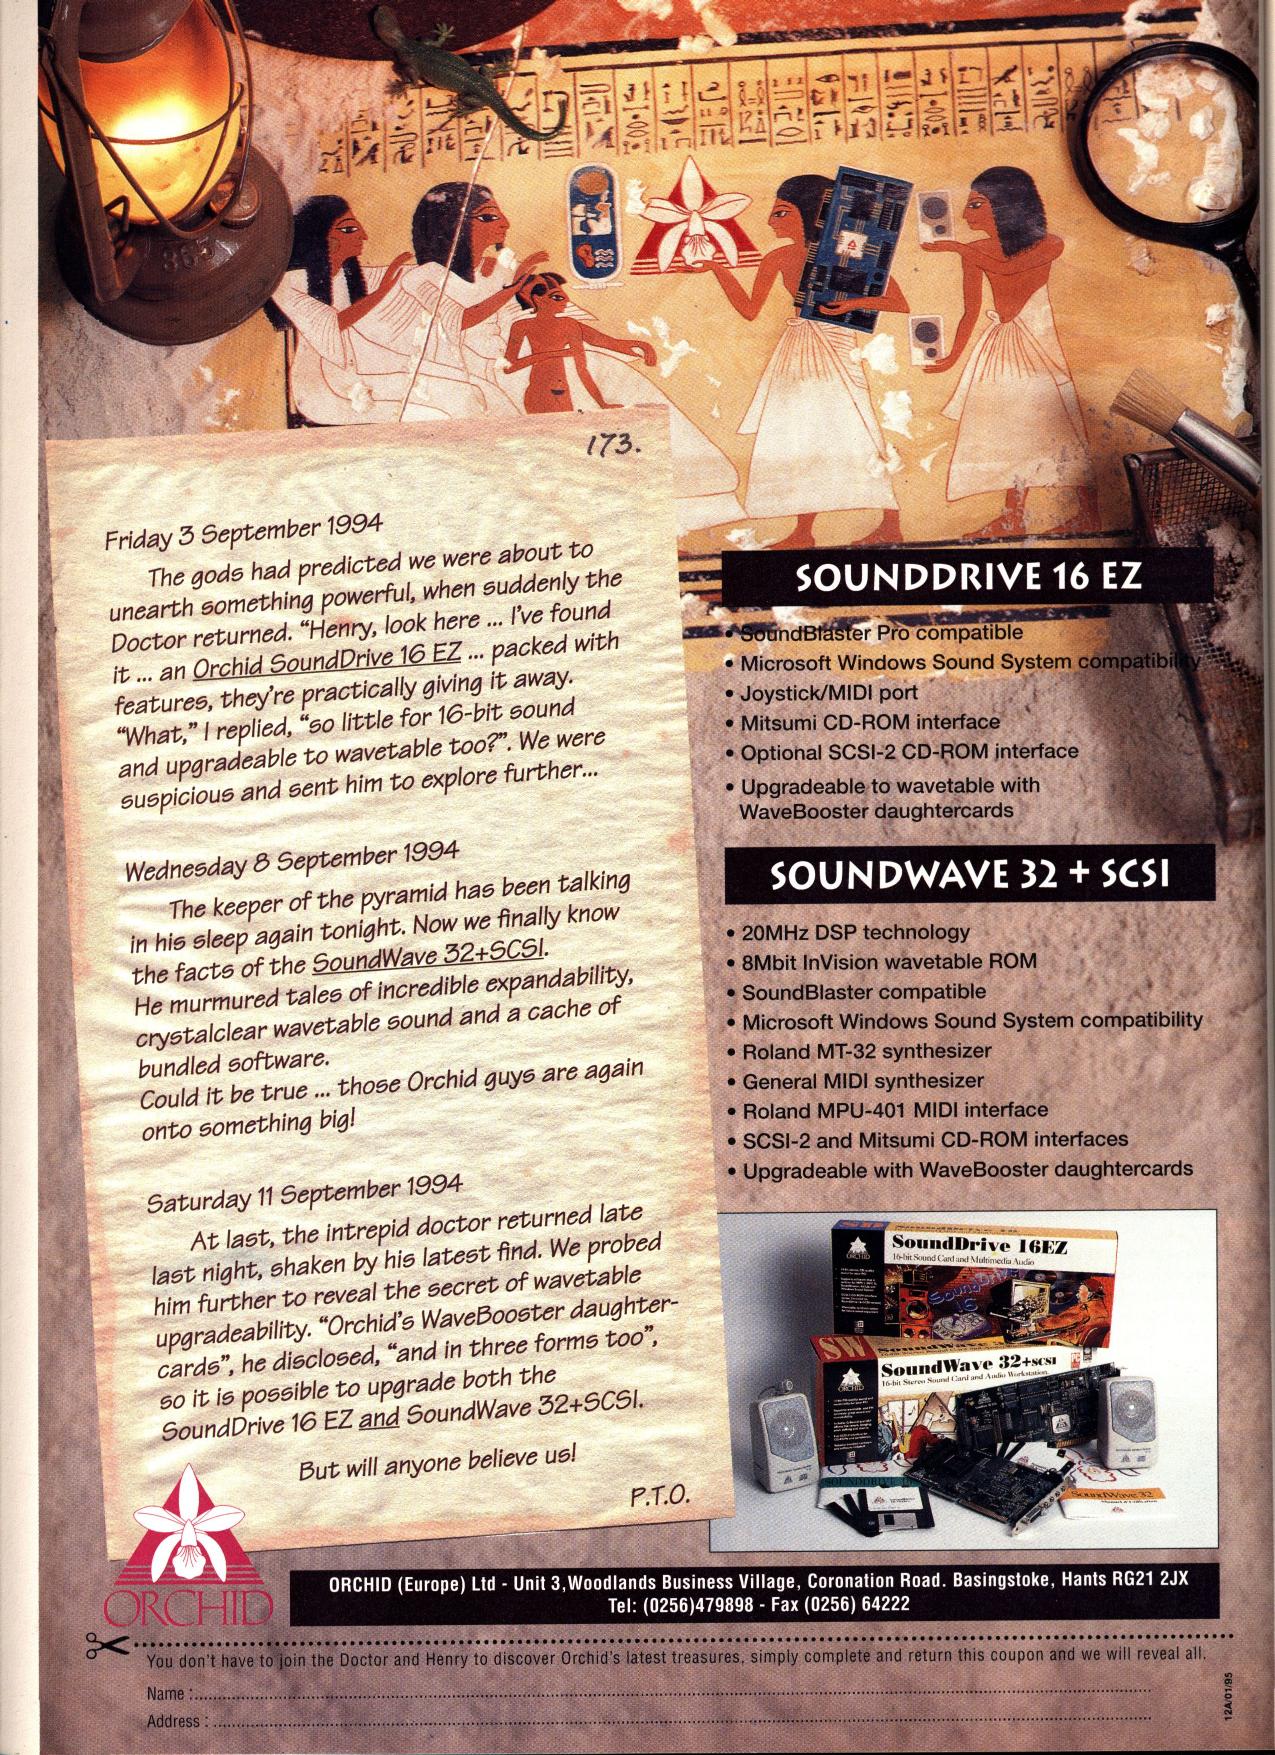 865
173.
Friday 3 September 1994
The gods had predicted we were about to
unearth something powerful, when suddenly the
Doctor returned. “Henry, look here ... I’ve found
it ... an Orchid SoundDrive 16 EZ ... packed with
features, they’re practically giving it away.
“What,” I replied, “so little for 16-bit sound
and upgradeable to wavetable too?”. We were
suspicious and sent him to explore further...
Wednesday 8 September 1994
The keeper of the pyramid has been talking
in his sleep again tonight. Now we finally know
the facts of the SoundWave 32+SCSI.
He murmured tales of incredible expandability,
crystalclear wavetable sound and a cache of
bundled software.
Could it be true ... those Orchid guys are again
onto something big!
Saturday 11 September 1994
At last, the intrepid doctor returned late
last night, shaken by his latest find. We probed
him further to reveal the secret of wavetable
upgradeability. “Orchid’s WaveBooster daughter-
cards”, he disclosed, “and in three forms too”,
so it is possible to upgrade both the
SoundDrive 16 EZ and SoundWave 32+SCSI.
But will anyone believe us!
P.T.O.
SOUNDDRIVE 16 EZ
• SoundBlaster Pro compatible
• Microsoft Windows Sound System compatibility
• Joystick/MIDI port
• Mitsumi CD-ROM interface
• Optional SCSI-2 CD-ROM interface
• Upgradeable to wavetable with
WaveBooster daughtercards
SOUNDWAVE 32 + SCSI
• 20MHz DSP technology
• 8Mbit InVision wavetable ROM
• SoundBlaster compatible
• Microsoft Windows Sound System compatibility
• Roland MT-32 synthesizer
• General MIDI synthesizer
• Roland MPU-401 MIDI interface
• SCSI-2 and Mitsumi CD-ROM interfaces
• Upgradeable with WaveBooster daughtercards
ORCHID
SoundDrive 16EZ
16-bit Sound Card and Multimedia Audio
SW
ORCHID
SoundWave 32+SCSI
16-bit Stereo Sound Card and Audio Workstation
SoundWave 32
ORCHID
ORCHID (Europe) Ltd - Unit 3,Woodlands Business Village, Coronation Road. Basingstoke, Hants RG21 2JX
Tel: (0256)479898 - Fax (0256) 64222
You don’t have to join the Doctor and Henry to discover Orchid’s latest treasures, simply complete and return this coupon and we will reveal all.
Name :
Address :
12A/01/95